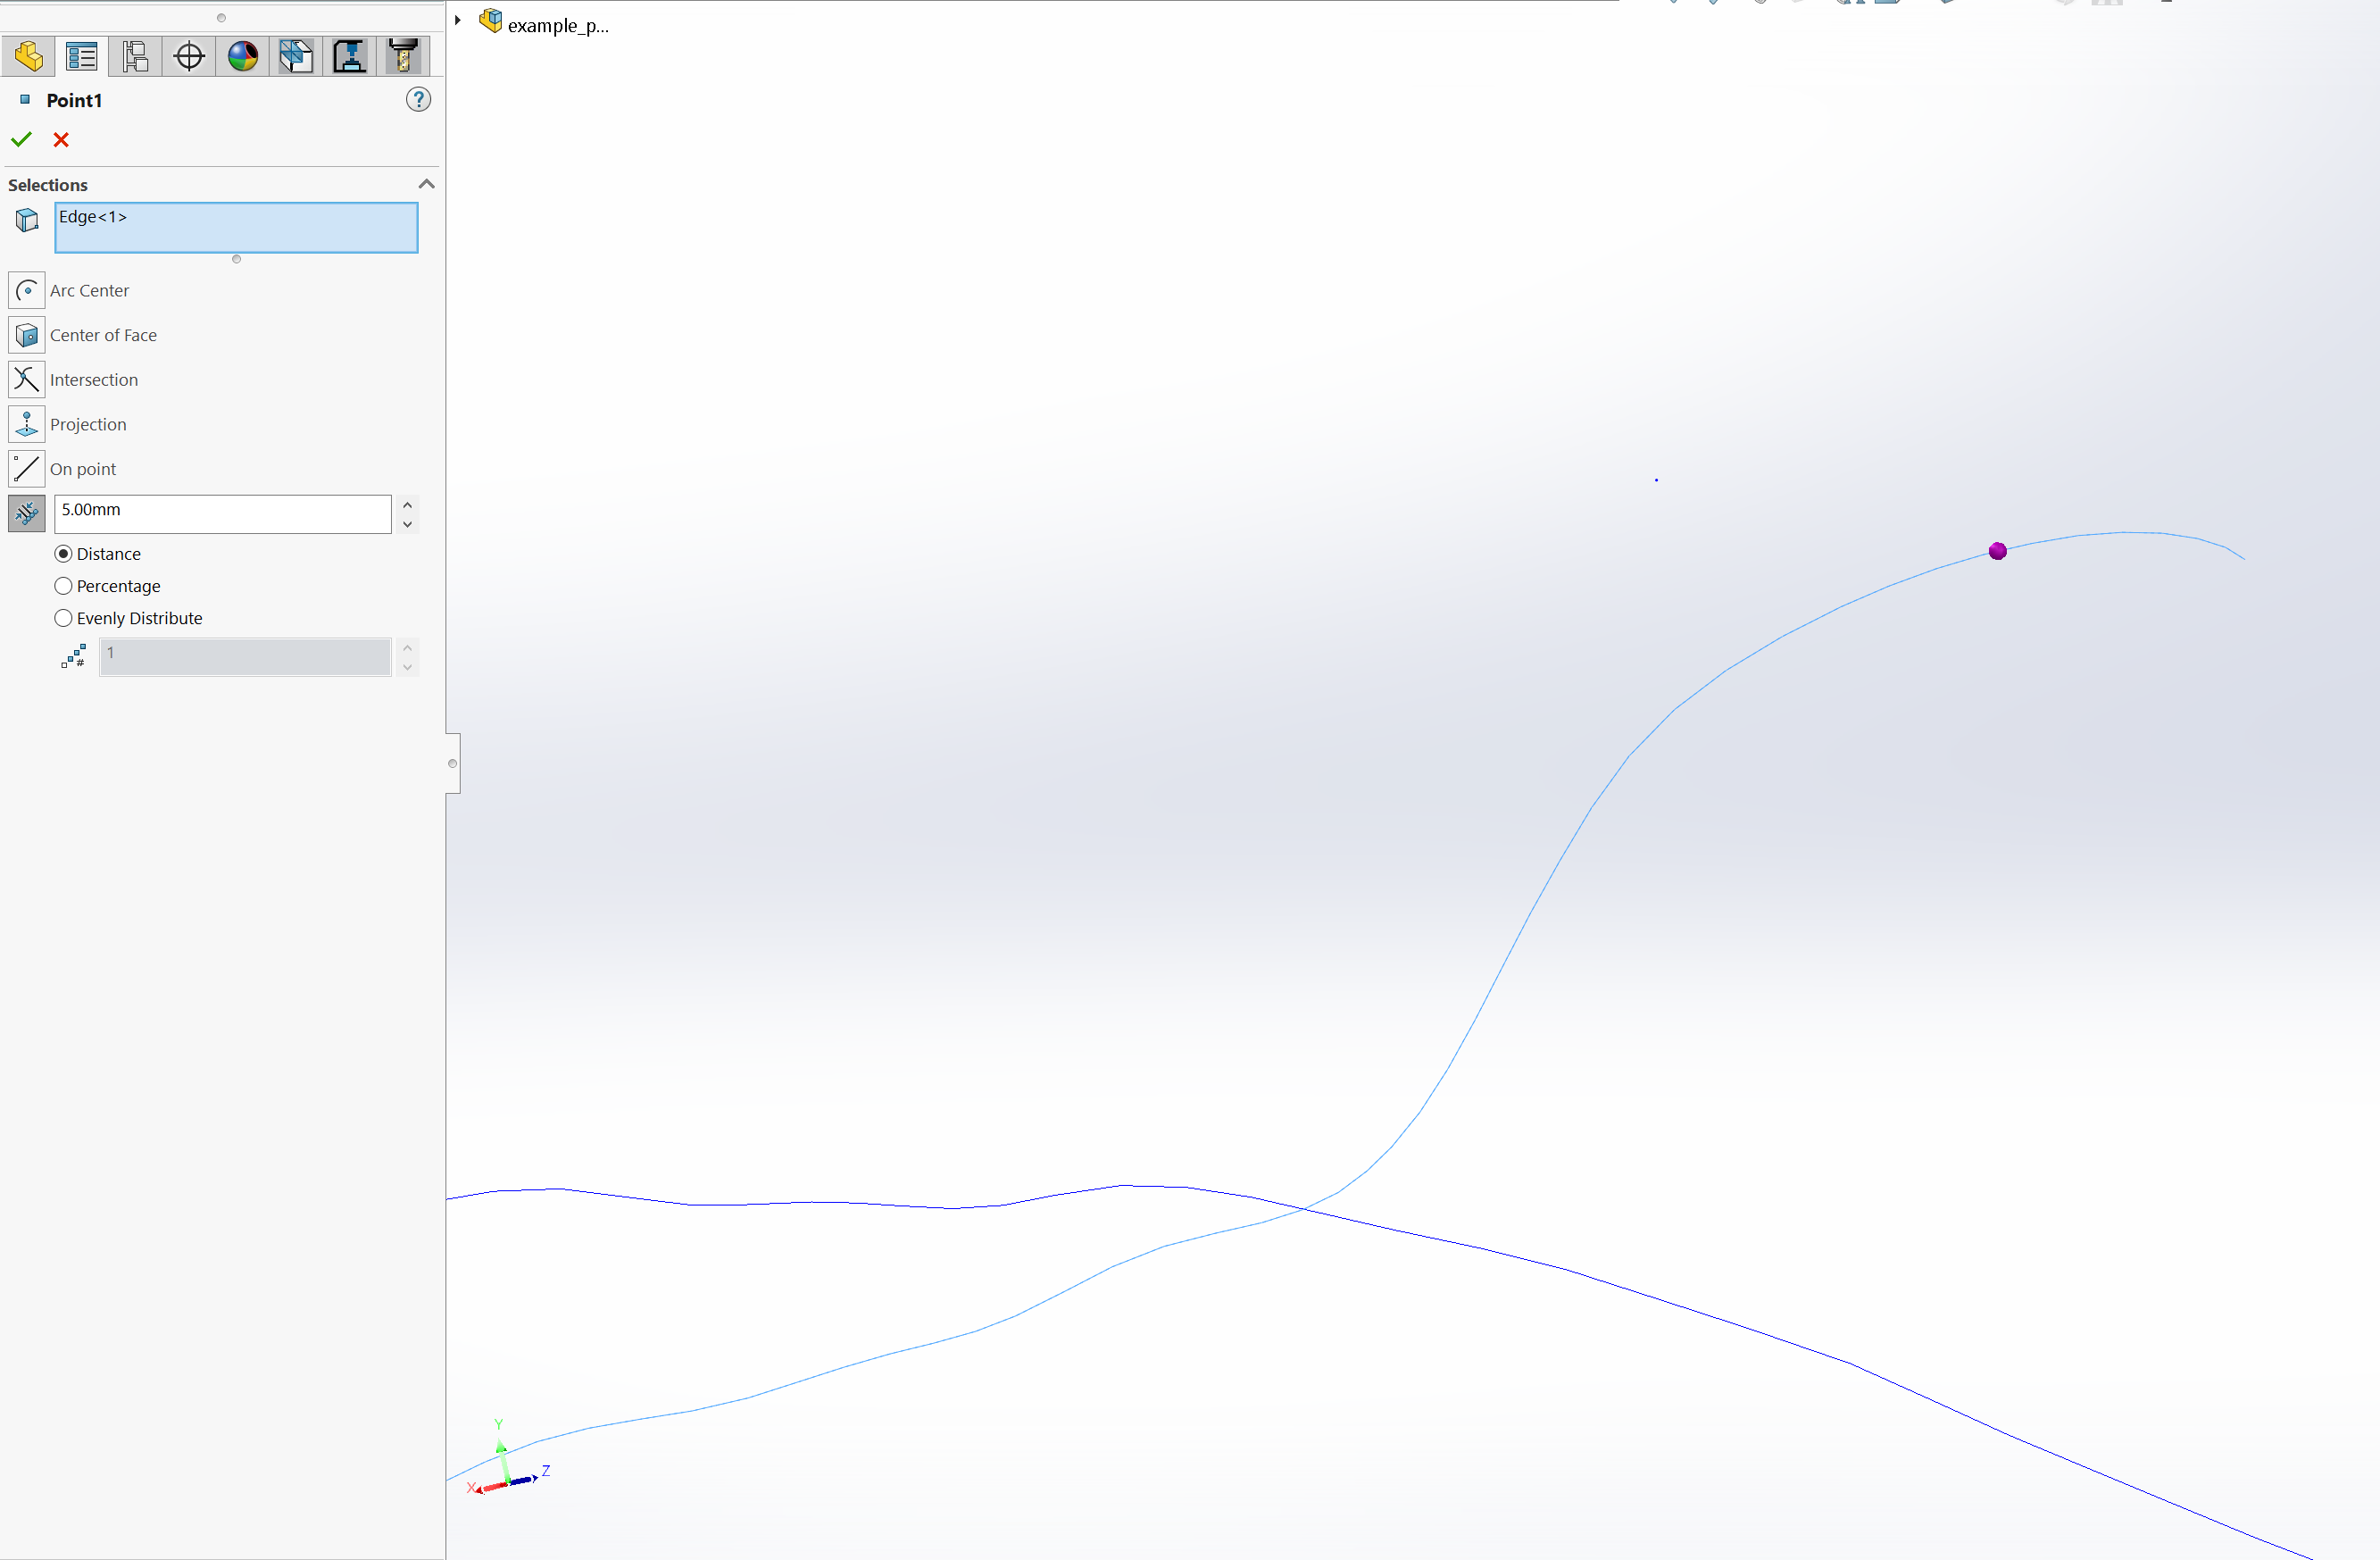 example_p...
Point1
?
Selections
Edge<1>
Arc Center
Center of Face
Intersection
Projection
On point
5.00mm
Distance
Percentage
Evenly Distribute
# 1
Y
Z
X